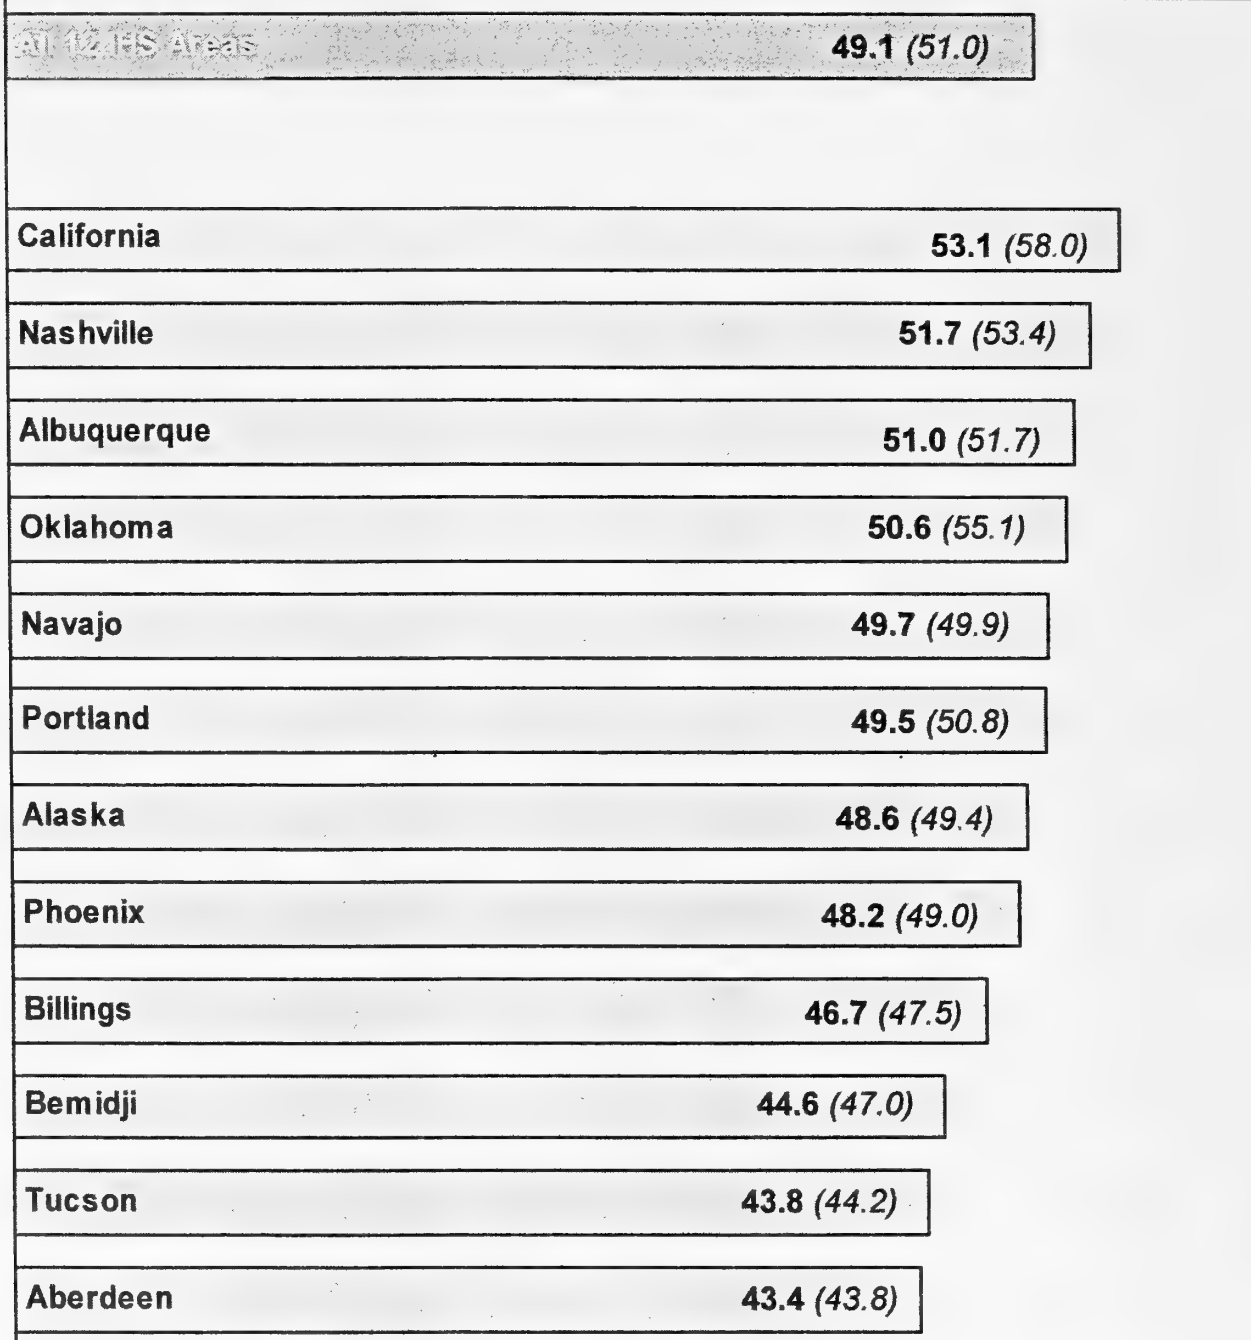 All 12 IHS Areas 49.1 (51.0)
California 53.1 (58.0)
Nashville 51.7 (53.4)
Albuquerque 51.0 (51.7)
Oklahoma 50.6 (55.1)
Navajo 49.7 (49.9)
Portland 49.5 (50.8)
Alaska 48.6 (49.4)
Phoenix 48.2 (49.0)
Billings 46.7 (47.5)
Bemidji 44.6 (47.0)
Tucson 43.8 (44.2)
Aberdeen 43.4 (43.8)